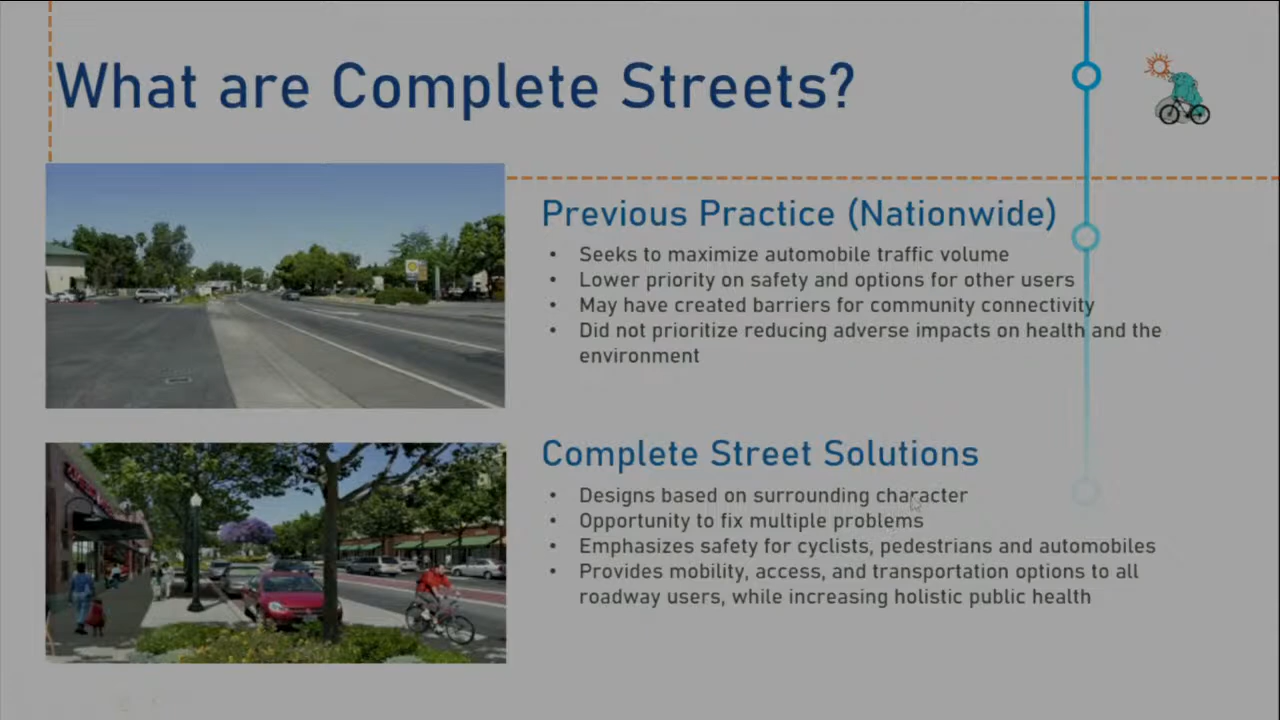 What are Complete Streets?
Previous Practice (Nationwide)
• Seeks to maximize automobile traffic volume
• Lower priority on safety and options for other users
• May have created barriers for community connectivity
• Did not prioritize reducing adverse impacts on health and the
environment
Complete Street Solutions
• Designs based on surrounding character
• Opportunity to fix multiple problems
• Emphasizes safety for cyclists, pedestrians and automobiles
• Provides mobility, access, and transportation options to all
roadway users, while increasing holistic public health